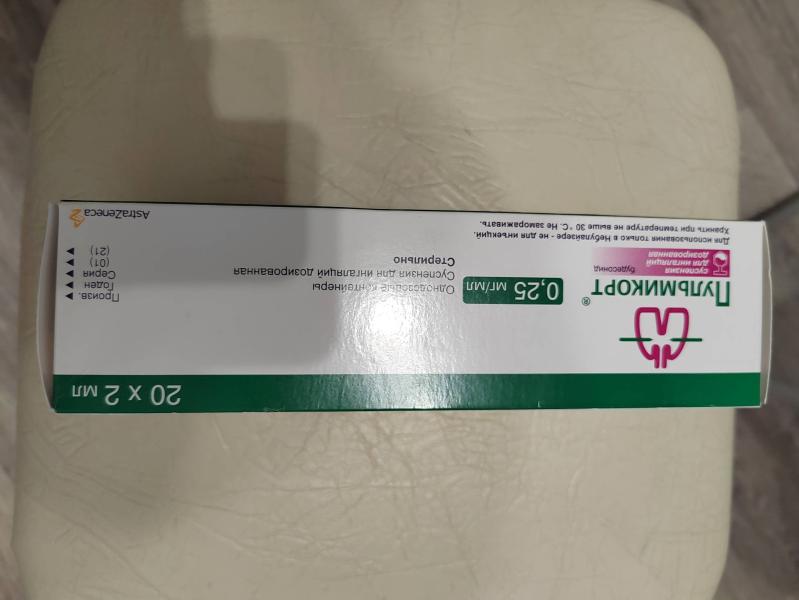 20 x 2 мл
Пульмикорт®
будесонид
суспензия
для ингаляций
дозированная
0,25 мг/мл
Однодозовые контейнеры
Суспензия для ингаляций дозированная
Стерильно
Для использования только в Небулайзере - не для инъекций.
Хранить при температуре не выше 30 °С. Не замораживать.
Произв.
Годен
Серия
(01)
(21)
AstraZeneca